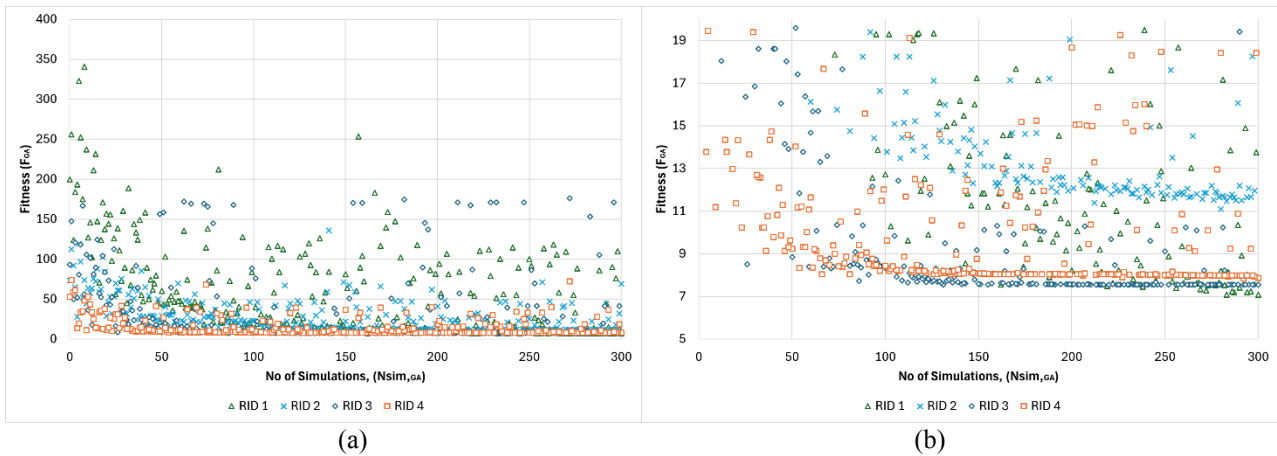 400
350
300
250
200
150
100
50
0
Fitness (FGA)
0 50 100 150 200 250 300
No of Simulations, (Nsim,GA)
RID 1 RID 2 RID 3 RID 4
(a)
19
17
15
13
11
9
7
5
Fitness (FGA)
0 50 100 150 200 250 300
No of Simulations, (Nsim,GA)
RID 1 RID 2 RID 3 RID 4
(b)